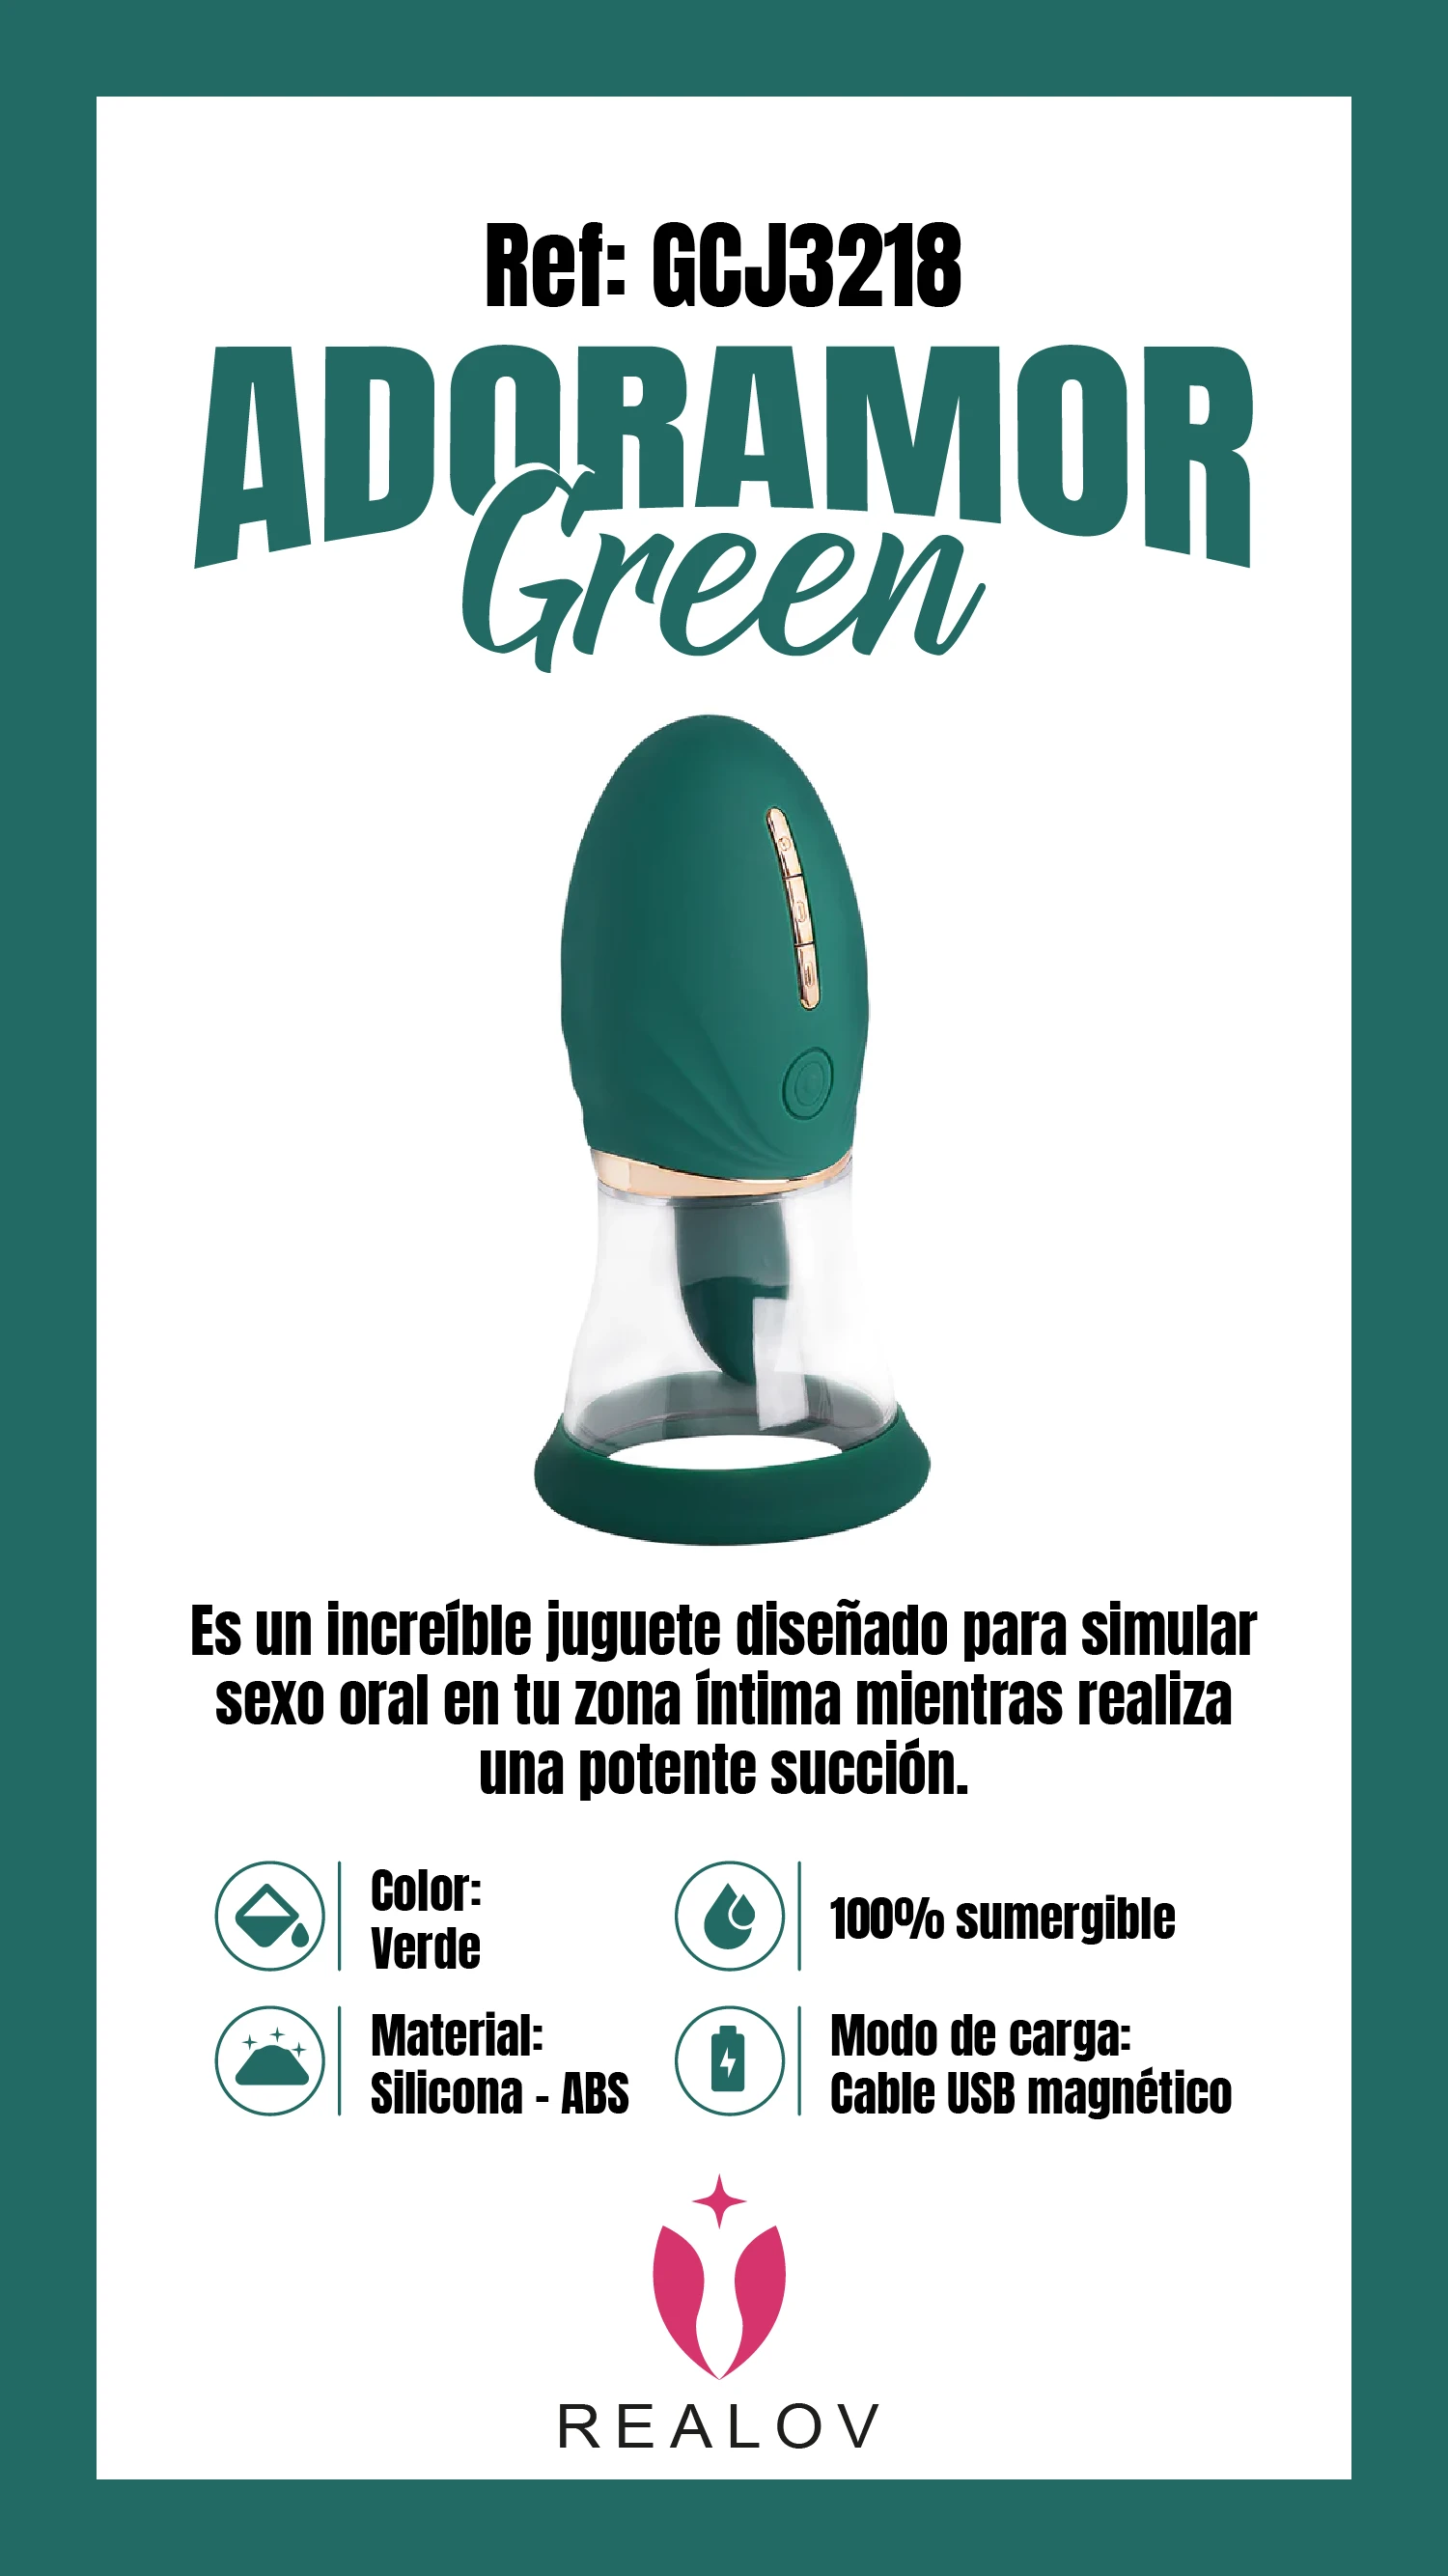 Ref: GCJ3218
ADORAMOR
Green
Es un increíble juguete diseñado para simular
sexo oral en tu zona íntima mientras realiza
una potente succión.
Color:
Verde
100% sumergible
Material:
Silicona - ABS
Modo de carga:
Cable USB magnético
REALOV